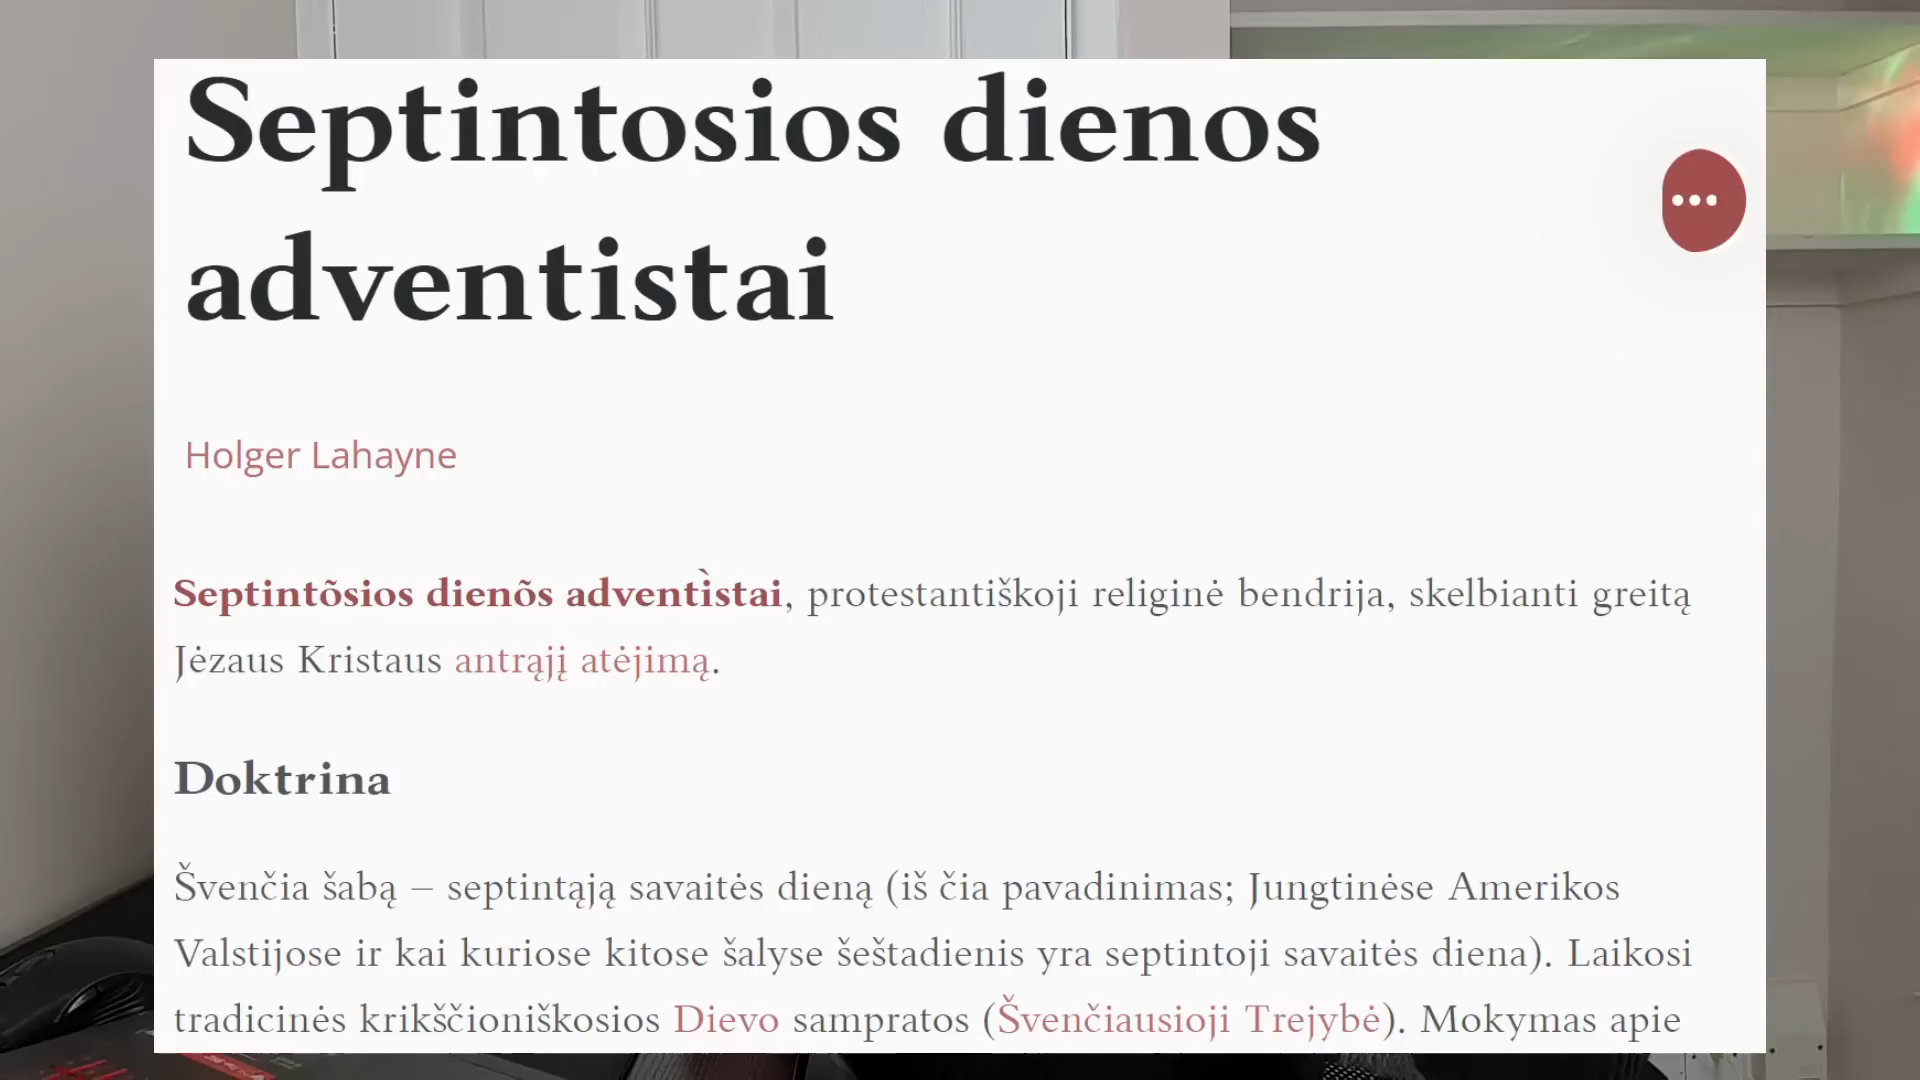 Septintosios dienos
adventistai
Holger Lahayne
Septintõsios dienõs adventìstai, protestantiškoji religinė bendrija, skelbianti greitą
Jėzaus Kristaus antrąjį atėjimą.
Doktrina
Švenčia šabą – septintąją savaitės dieną (iš čia pavadinimas; Jungtinėse Amerikos
Valstijose ir kai kuriose kitose šalyse šeštadienis yra septintoji savaitės diena). Laikosi
tradicinės krikščioniškosios Dievo sampratos (Švenčiausioji Trejybė). Mokymas apie